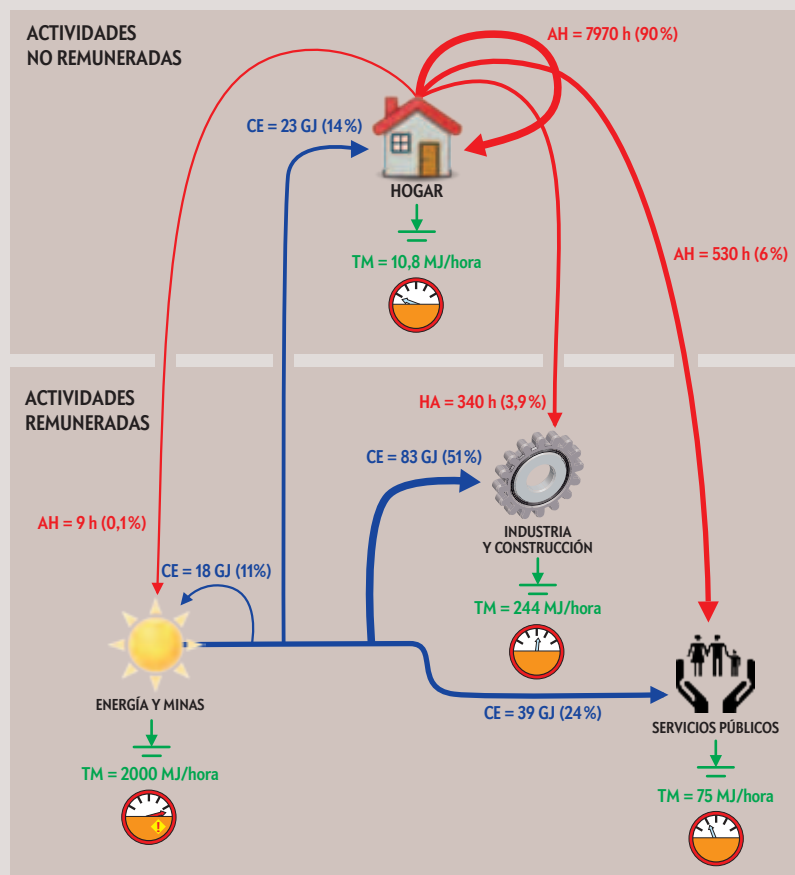 ACTIVIDADES
NO REMUNERADAS
AH = 7970 h (90%)
CE = 23 GJ (14%)
HOGAR
TM = 10,8 MJ/hora
AH = 530 h (6%)
ACTIVIDADES
REMUNERADAS
HA = 340 h (3,9%)
CE = 83 GJ (51%)
INDUSTRIA
Y CONSTRUCCIÓN
AH = 9 h (0,1%)
CE = 18 GJ (11%)
TM = 244 MJ/hora
ENERGÍA Y MINAS
CE = 39 GJ (24%)
SERVICIOS PÚBLICOS
TM = 2000 MJ/hora
TM = 75 MJ/hora
!